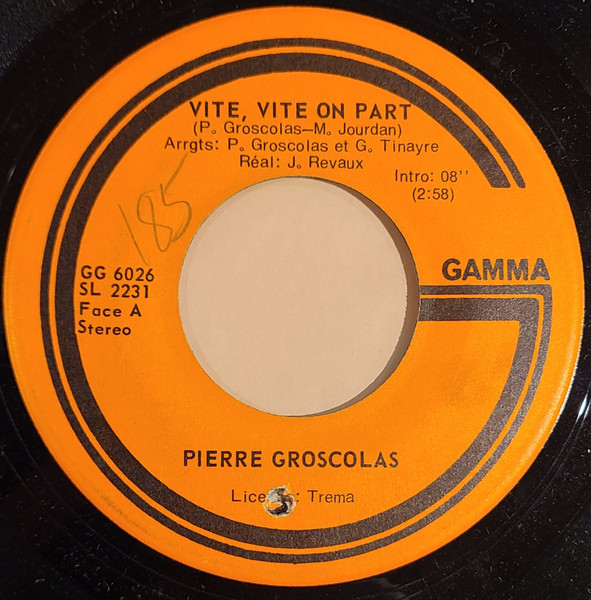 VITE, VITE ON PART
(P. Groscolas-M. Jourdan)
Arrgts: P. Groscolas et G. Tinayre
Réal: J. Revaux
Intro: 08''
(2:58)
185
GG 6026
SL 2231
Face A
Stereo
GAMMA
PIERRE GROSCOLAS
: Trema